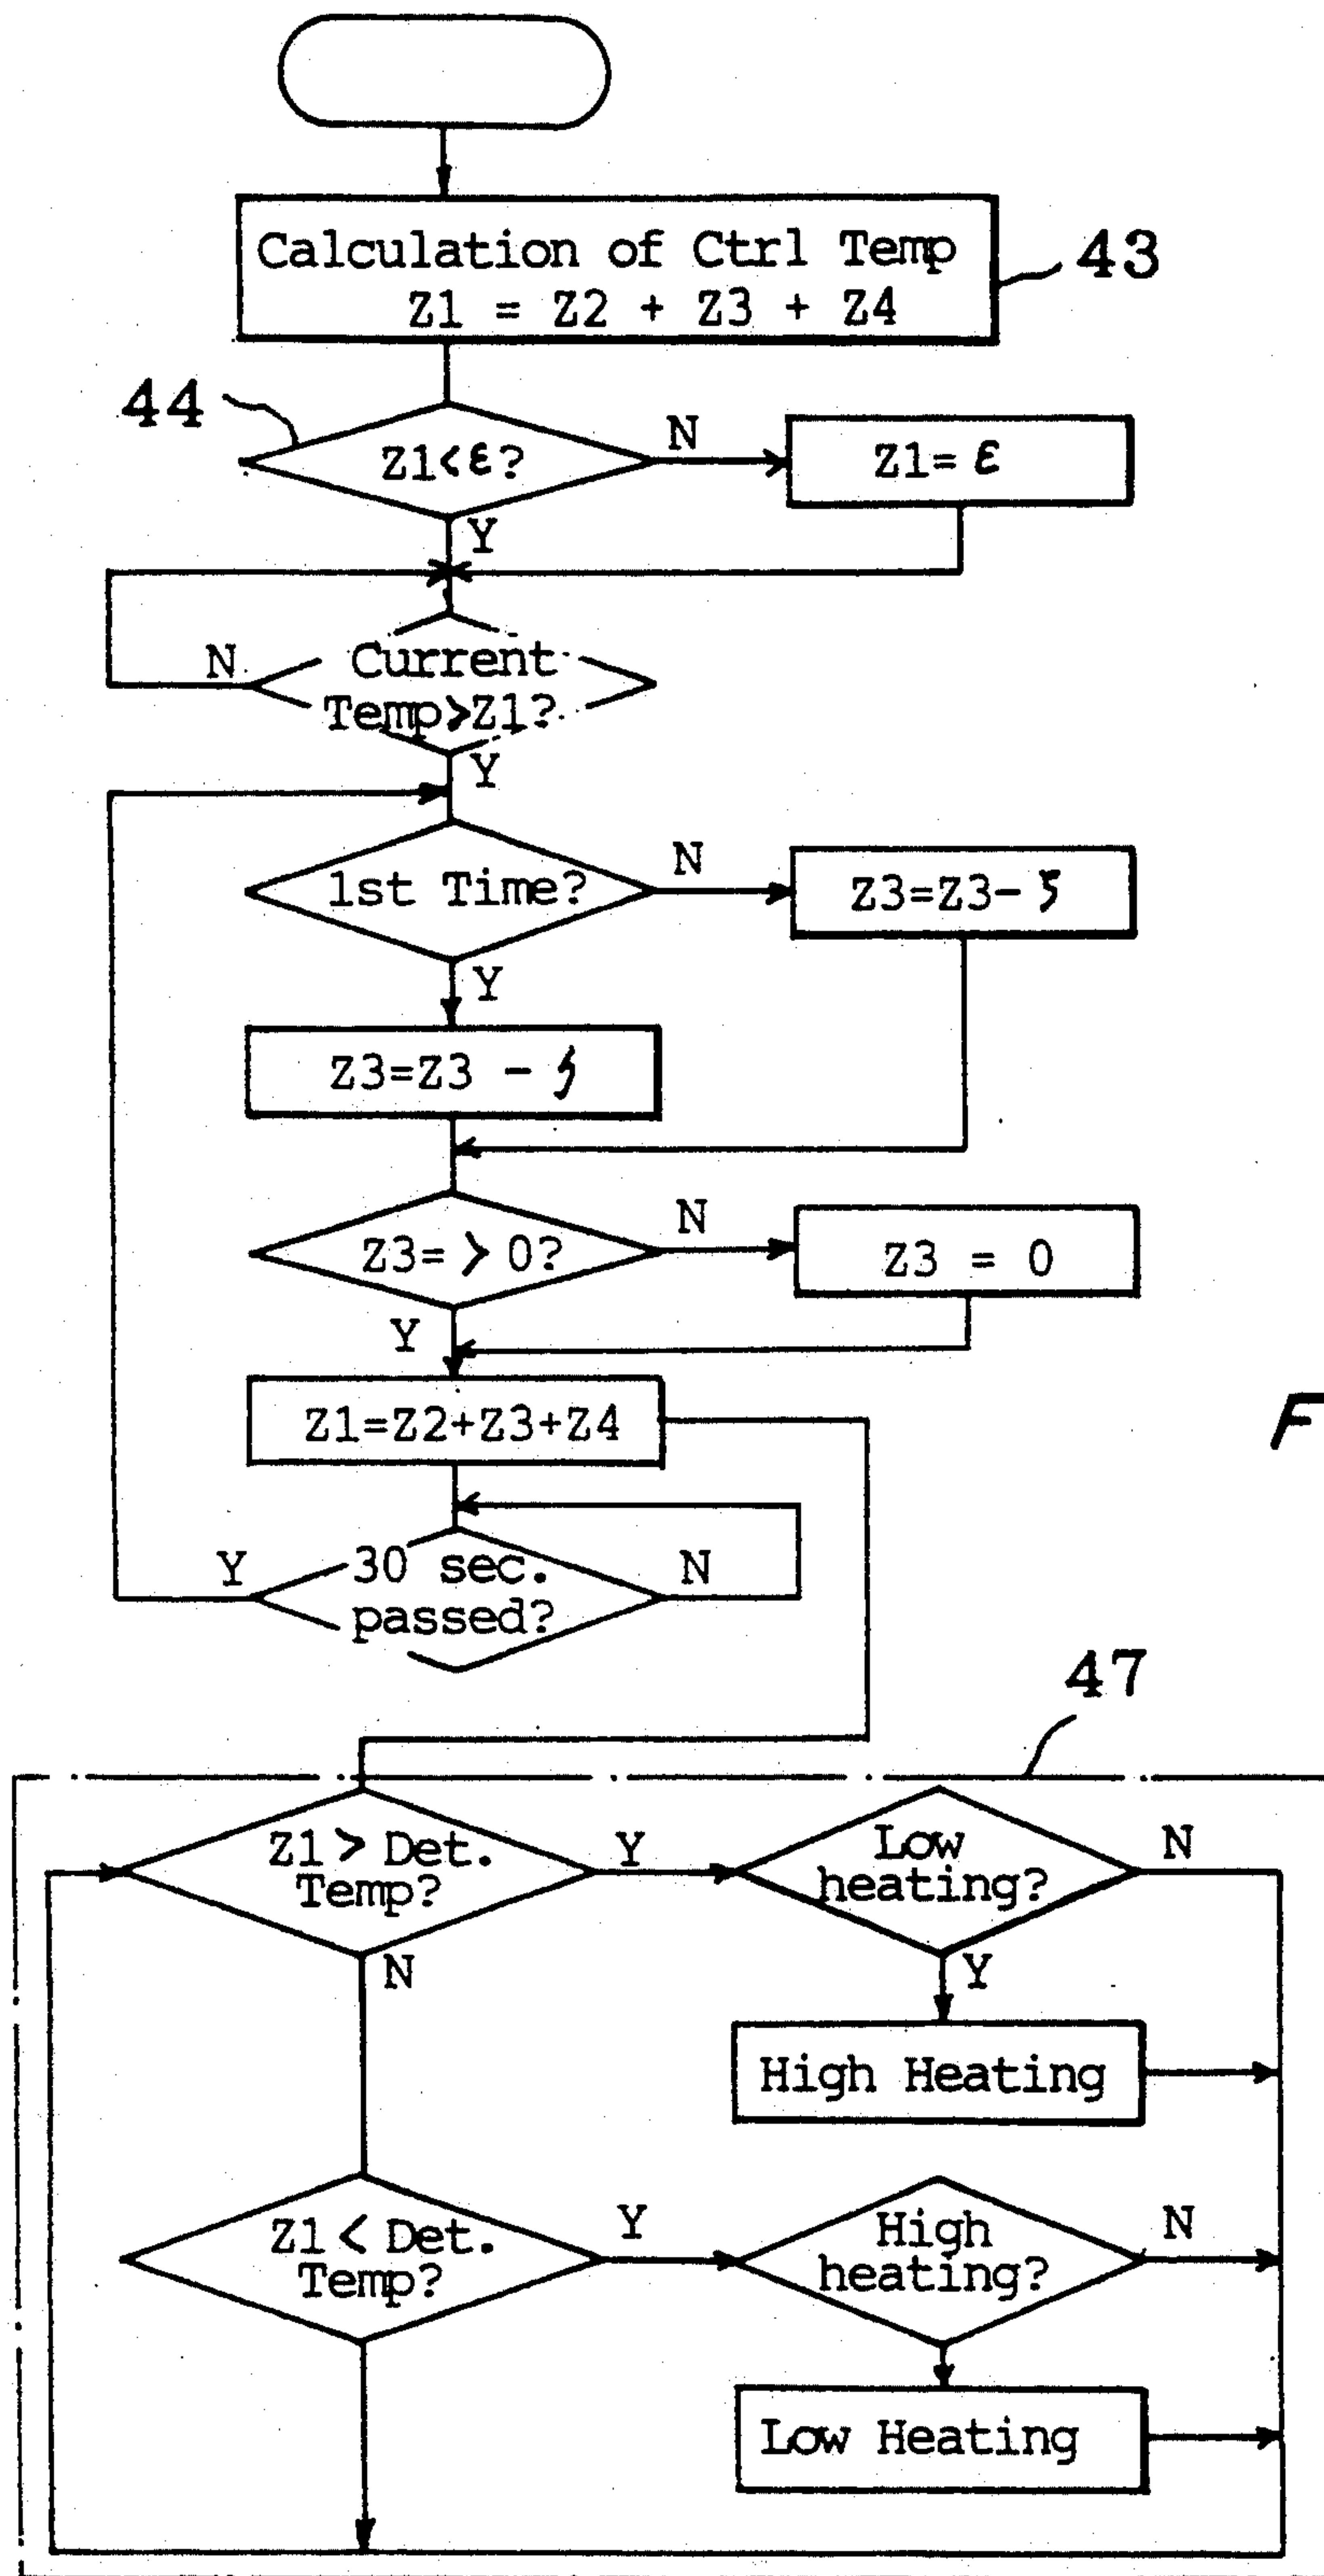 Calculation of Ctrl Temp
Z1 = Z2 + Z3 + Z4
43
44
Z1<ε?
N
Z1= ε
Y
N
Current
Temp>Z1?
Y
1st Time?
N
Z3=Z3-
Y
Z3=Z3 -
Z3= > 0?
N
Z3 = 0
Y
Z1=Z2+Z3+Z4
F
Y
30 sec.
passed?
N
47
Z1 > Det.
Temp?
Y
Low
heating?
N
N
Y
High Heating
Z1 < Det.
Temp?
Y
High
heating?
N
Low Heating